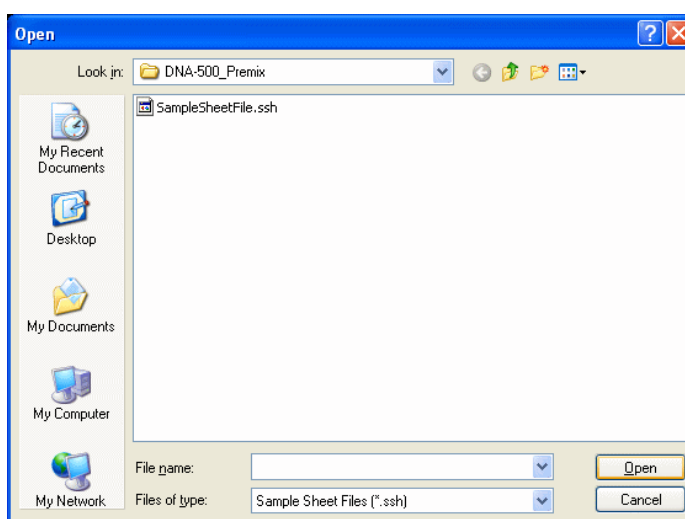 Open
Look in: DNA-500_Premix
SampleSheetFile.ssh
My Recent
Documents
Desktop
My Documents
My Computer
My Network
File name:
Open
Files of type: Sample Sheet Files (*.ssh)
Cancel